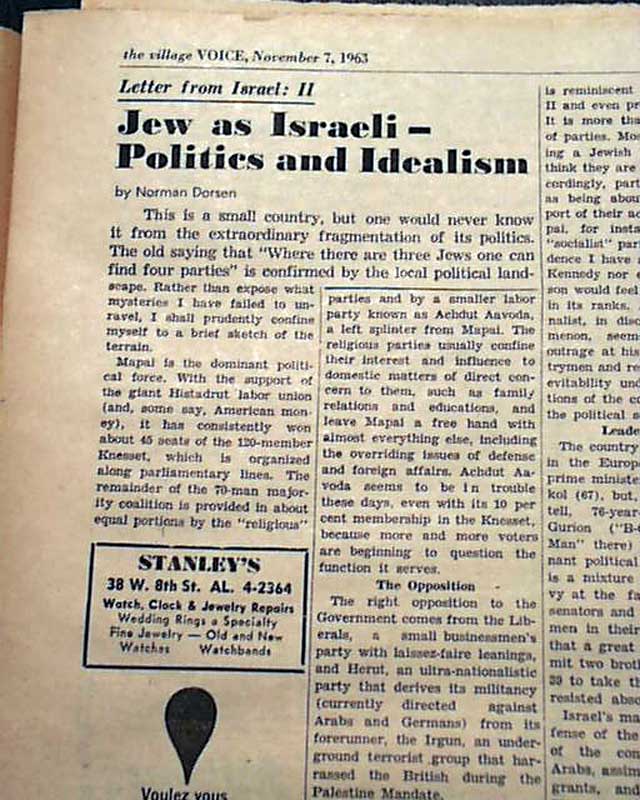 the village VOICE, November 7, 1963
Letter from Israel: II
Jew as Israeli –
Politics and Idealism
by Norman Dorsen
This is a small country, but one would never know
it from the extraordinary fragmentation of its politics.
The old saying that "Where there are three Jews one can
find four parties" is confirmed by the local political land-
scape. Rather than expose what
mysteries I have failed to un-
ravel, I shall prudently confine
myself to a brief sketch of the
terrain.
Mapai is the dominant politi-
cal force. With the support of
the giant Histadrut labor union
(and, some say, American mon-
ey), it has consistently won
about 45 seats of the 120-member
Knesset, which is organized
along parliamentary lines. The
remainder of the 70-man major-
ity coalition is provided in about
equal portions by the "religious"
STANLEY'S
38 W. 8th St. AL. 4-2364
Watch, Clock & Jewelry Repairs
Wedding Rings a Specialty
Fine Jewelry — Old and New
Watches Watchbands
Voulez vous
parties and by a smaller labor
party known as Achdut Aavoda,
a left splinter from Mapai. The
religious parties usually confine
their interest and influence to
domestic matters of direct con-
cern to them, such as family
relations and educations, and
leave Mapai a free hand with
almost everything else, including
the overriding issues of defense
and foreign affairs. Achdut Aa-
voda seems to be in trouble
these days, even with its 10 per
cent membership in the Knesset,
because more and more voters
are beginning to question the
function it serves.
The Opposition
The right opposition to the
Government comes from the Lib-
erals, a small businessmen's
party with laissez-faire leanings,
and Herut, an ultra-nationalistic
party that derives its militancy
(currently directed against
Arabs and Germans) from its
forerunner, the Irgun, an under-
ground terrorist group that har-
rassed the British during the
Palestine Mandate.
is reminiscent
II and even pr
It is more tha
of parties. Mos
ing a Jewish
think they are
cordingly, part
as being abou
port of their ac
pai, for insta
"socialist" part
dence I have
Kennedy nor
son would feel
in its ranks.
nalist, in disc
menon, seem
outrage at his
trymen and re
evitability und
tions of the co
the political
Leade
The country
in the Europ
prime ministe
kol (67), but,
tell, 76-year-
Gurion ("B-
Man" there)
nant political
is a mixture
vy at the fa
senators and
men in their
that a great
mit two broth
39 to take th
resisted abso
Israel's ma
fense of the
of the con
Arabs, assim
grants, and